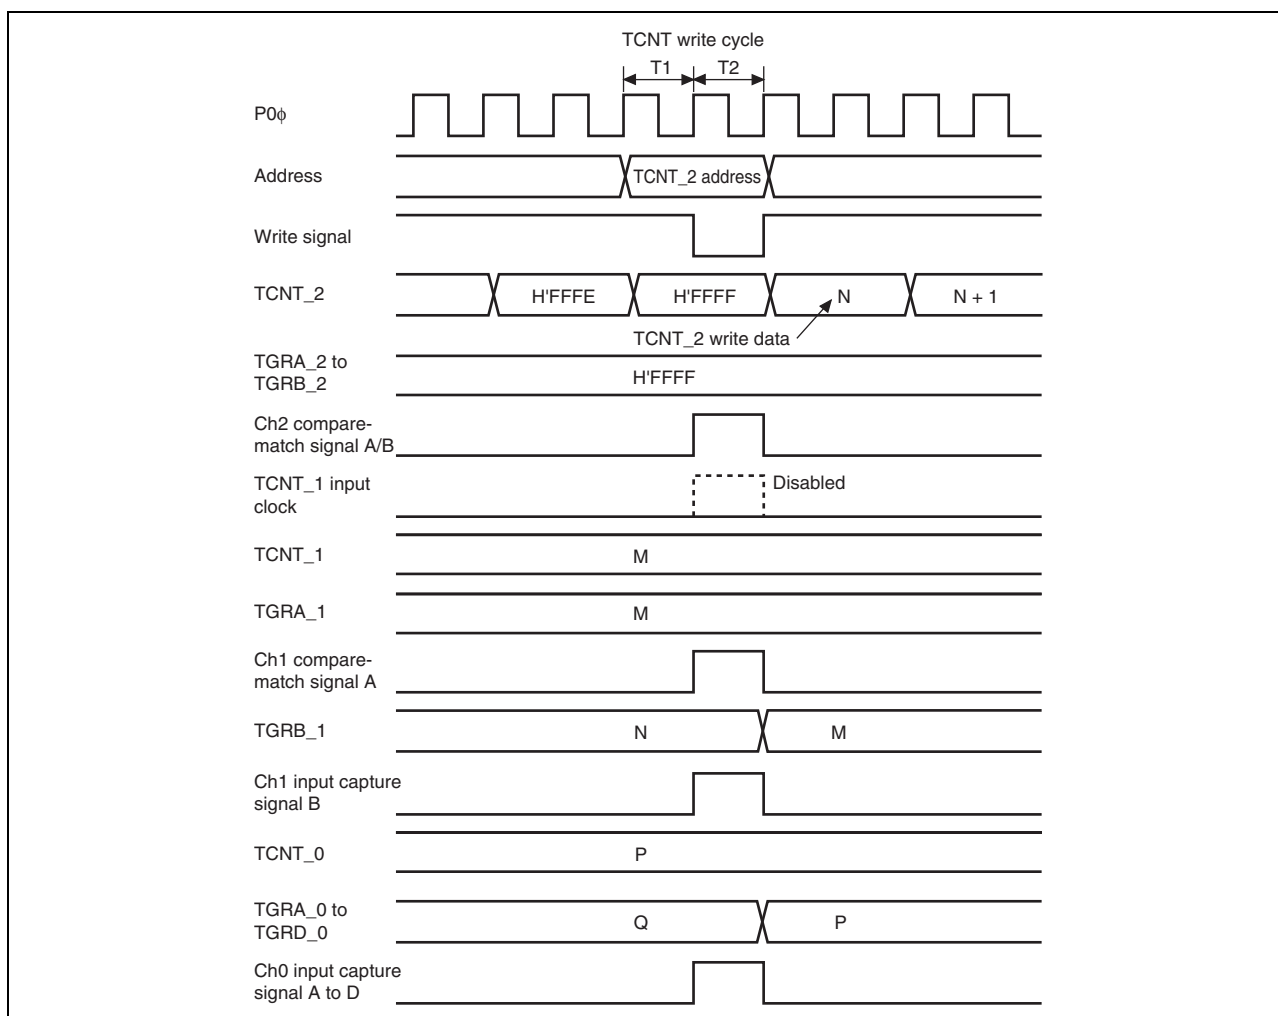 TCNT write cycle
T1 T2
P0ϕ
Address
TCNT_2 address
Write signal
TCNT_2
H'FFFE H'FFFF N N + 1
TCNT_2 write data
TGRA_2 to
TGRB_2
H'FFFF
Ch2 compare-
match signal A/B
TCNT_1 input
clock
Disabled
TCNT_1
M
TGRA_1
M
Ch1 compare-
match signal A
TGRB_1
N M
Ch1 input capture
signal B
TCNT_0
P
TGRA_0 to
TGRD_0
Q P
Ch0 input capture
signal A to D